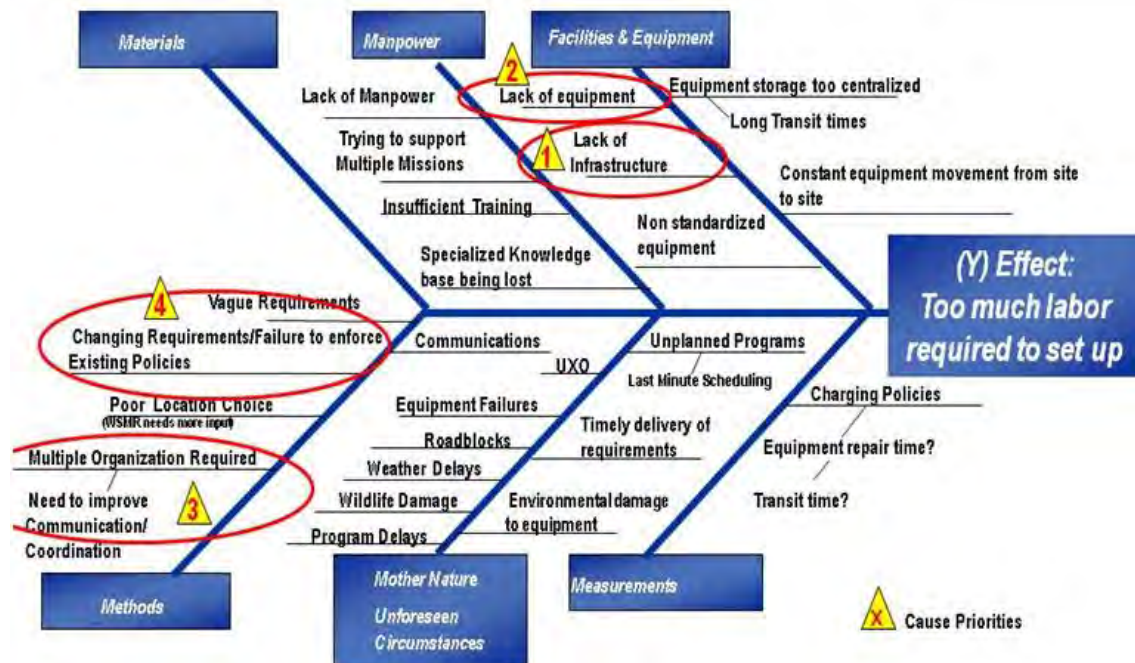 Materials
Manpower
Facilities & Equipment
2
Lack of Manpower
Lack of equipment
Equipment storage too centralized
Long Transit times
Trying to support
Multiple Missions
1
Lack of
Infrastructure
Constant equipment movement from site
to site
Insufficient Training
Non standardized
equipment
Specialized Knowledge
base being lost
(Y) Effect:
Too much labor
required to set up
4
Vague Requirements
Changing Requirements/Failure to enforce
Existing Policies
Communications
UXO
Unplanned Programs
Last Minute Scheduling
Poor Location Choice
(WSMR needs more input)
Equipment Failures
Charging Policies
Roadblocks
Timely delivery of
requirements
Equipment repair time?
Multiple Organization Required
Weather Delays
Transit time?
Need to improve
Communication/
Coordination
3
Wildlife Damage
Environmental damage
to equipment
Program Delays
Methods
Mother Nature
Unforeseen
Circumstances
Measurements
X
Cause Priorities